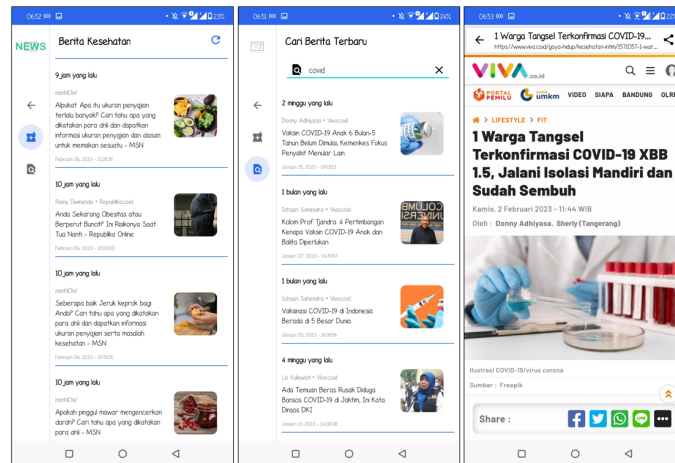 06:52
23%
NEWS
Berita Kesehatan
9 jam yang lalu
msnNOW
Alpukat: Apa itu ukuran penyajian
terlalu banyak? Cari tahu apa yang
dikatakan para ahli dan dapatkan
informasi ukuran penyajian dan alasan
untuk memakan sesuatu - MSN
10 jam yang lalu
Remy Dwinanda • Republika.co.id
Anda Sekarang Obesitas atau
Berperut Buncit? Ini Risikonya Saat
Tua Nanti - Republika Online
10 jam yang lalu
msnNOW
Seberapa baik Jeruk keprok bagi
Anda? Cari tahu apa yang dikatakan
para ahli dan dapatkan informasi
ukuran penyajian serta masalah
kesehatan - MSN
10 jam yang lalu
msnNOW
Apakah pinggul mawar mengencerkan
darah? Cari tahu apa yang dikatakan
para ahli - MSN
06:51
24%
Cari Berita Terbaru
covid
2 minggu yang lalu
Donny Adhiyasa • Viva.co.id
Vaksin COVID-19 Anak 6 Bulan-5
Tahun Belum Dimulai, Kemenkes Fokus
Penyakit Menular Lain
1 bulan yang lalu
Ichsan Suhendra • Viva.co.id
Kolom Prof Tjandra: 4 Pertimbangan
Kenapa Vaksin COVID-19 Anak dan
Balita Diperlukan
1 bulan yang lalu
Ichsan Suhendra • Viva.co.id
Vaksinasi COVID-19 di Indonesia
Berada di 5 Besar Dunia
4 minggu yang lalu
Lis Yuliawati • Viva.co.id
Ada Temuan Beras Rusak Diduga
Bansos COVID-19 di Jaktim, Ini Kata
Dinsos DKI
06:53
1 Warga Tangsel Terkonfirmasi COVID-19...
VIVA.co.id
PORTAL PEMILU
umkm
VIDEO
SIAPA
BANDUNG
> LIFESTYLE > FIT
1 Warga Tangsel
Terkonfirmasi COVID-19 XBB
1.5, Jalani Isolasi Mandiri dan
Sudah Sembuh
Kamis, 2 Februari 2023 - 11:44 WIB
Oleh : Donny Adhiyasa, Sherly (Tangerang)
Ilustrasi COVID-19/virus corona
Sumber : Freepik
Share :